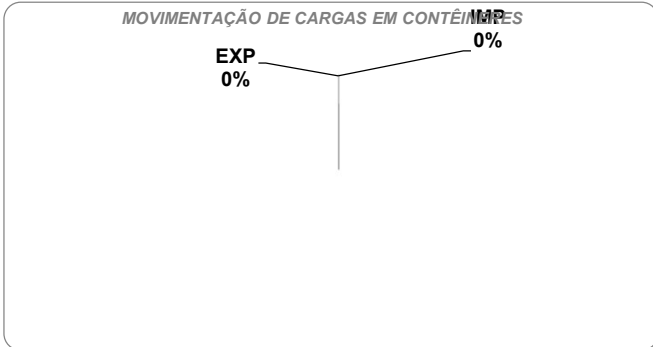 MOVIMENTAÇÃO DE CARGAS EM CONTÊINERES
IMP
0%
EXP
0%